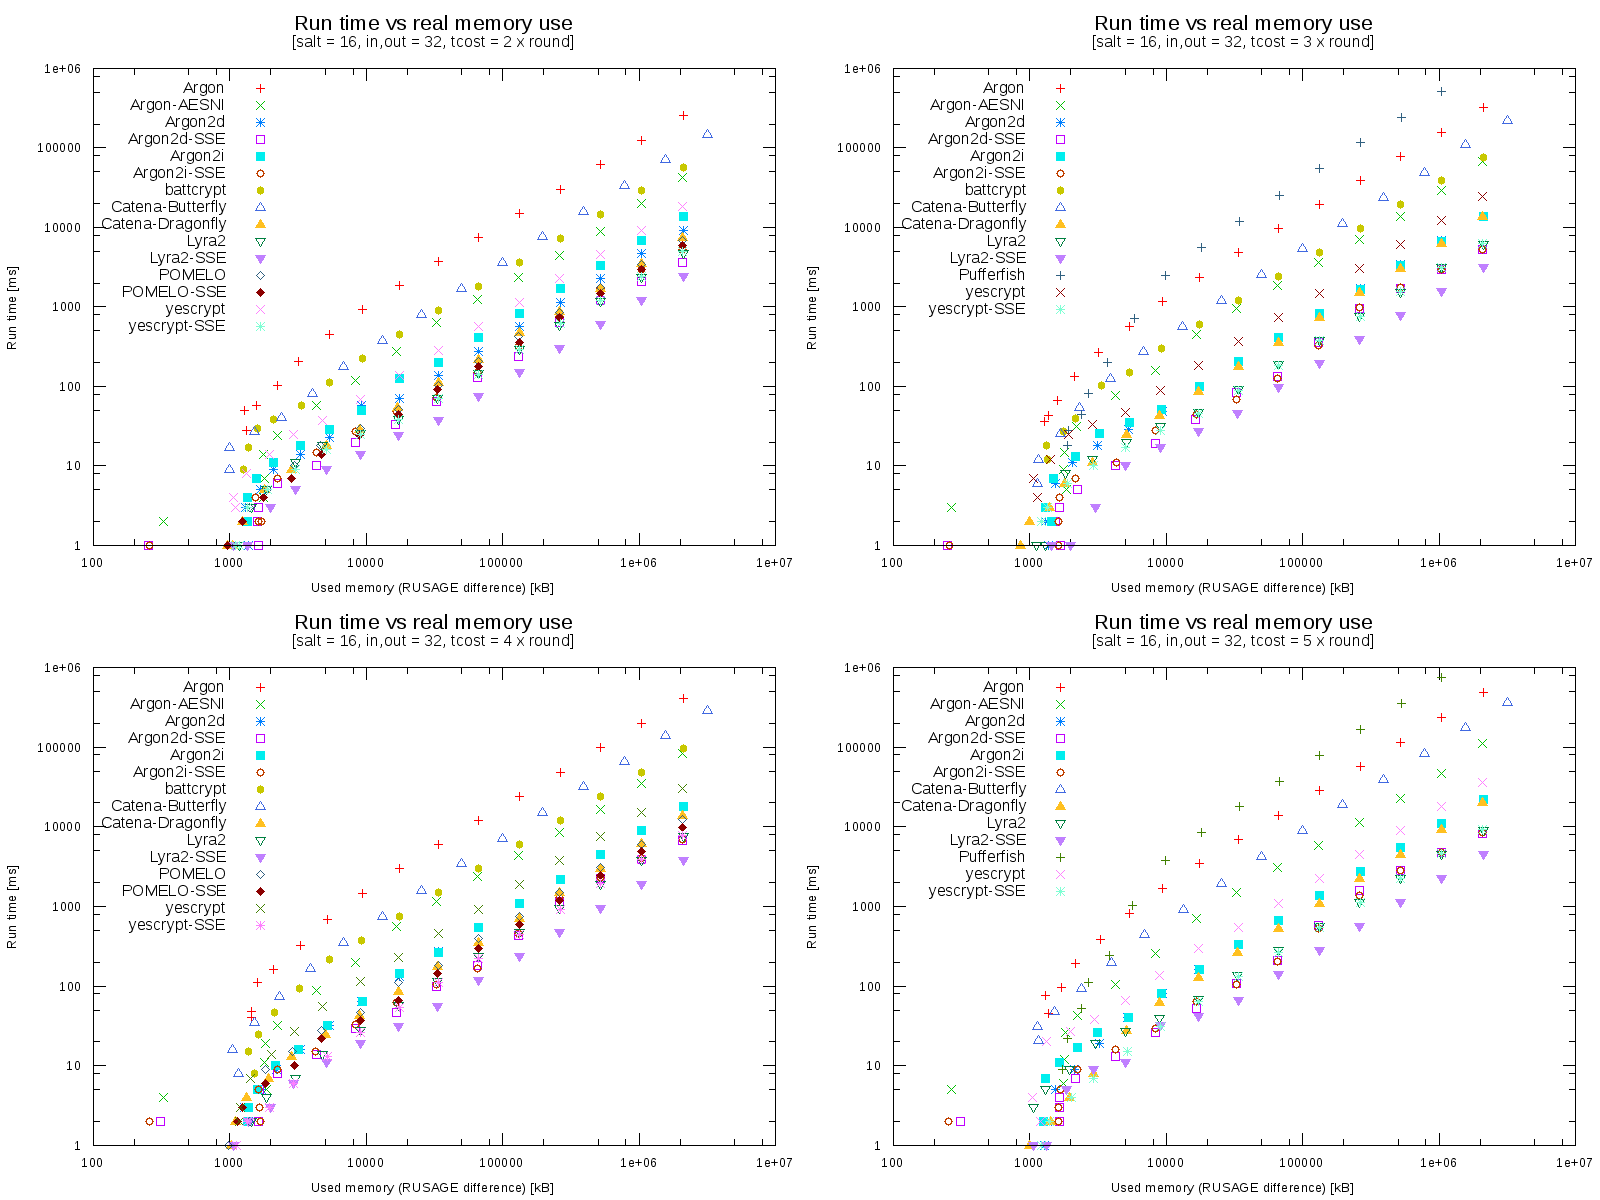 Run time vs real memory use
[salt = 16, in,out = 32, tcost = 2 x round]
Run time [ms]
1e+06
100000
10000
1000
100
10
1
Argon
Argon-AESNI
Argon2d
Argon2d-SSE
Argon2i
Argon2i-SSE
battcrypt
Catena-Butterfly
Catena-Dragonfly
Lyra2
Lyra2-SSE
POMELO
POMELO-SSE
yescrypt
yescrypt-SSE
100 1000 10000 100000 1e+06 1e+07
Used memory (RUSAGE difference) [kB]
Run time vs real memory use
[salt = 16, in,out = 32, tcost = 3 x round]
Run time [ms]
1e+06
100000
10000
1000
100
10
1
Argon
Argon-AESNI
Argon2d
Argon2d-SSE
Argon2i
Argon2i-SSE
battcrypt
Catena-Butterfly
Catena-Dragonfly
Lyra2
Lyra2-SSE
Pufferfish
yescrypt
yescrypt-SSE
100 1000 10000 100000 1e+06 1e+07
Used memory (RUSAGE difference) [kB]
Run time vs real memory use
[salt = 16, in,out = 32, tcost = 4 x round]
Run time [ms]
1e+06
100000
10000
1000
100
10
1
Argon
Argon-AESNI
Argon2d
Argon2d-SSE
Argon2i
Argon2i-SSE
battcrypt
Catena-Butterfly
Catena-Dragonfly
Lyra2
Lyra2-SSE
POMELO
POMELO-SSE
yescrypt
yescrypt-SSE
100 1000 10000 100000 1e+06 1e+07
Used memory (RUSAGE difference) [kB]
Run time vs real memory use
[salt = 16, in,out = 32, tcost = 5 x round]
Run time [ms]
1e+06
100000
10000
1000
100
10
1
Argon
Argon-AESNI
Argon2d
Argon2d-SSE
Argon2i
Argon2i-SSE
Catena-Butterfly
Catena-Dragonfly
Lyra2
Lyra2-SSE
Pufferfish
yescrypt
yescrypt-SSE
100 1000 10000 100000 1e+06 1e+07
Used memory (RUSAGE difference) [kB]